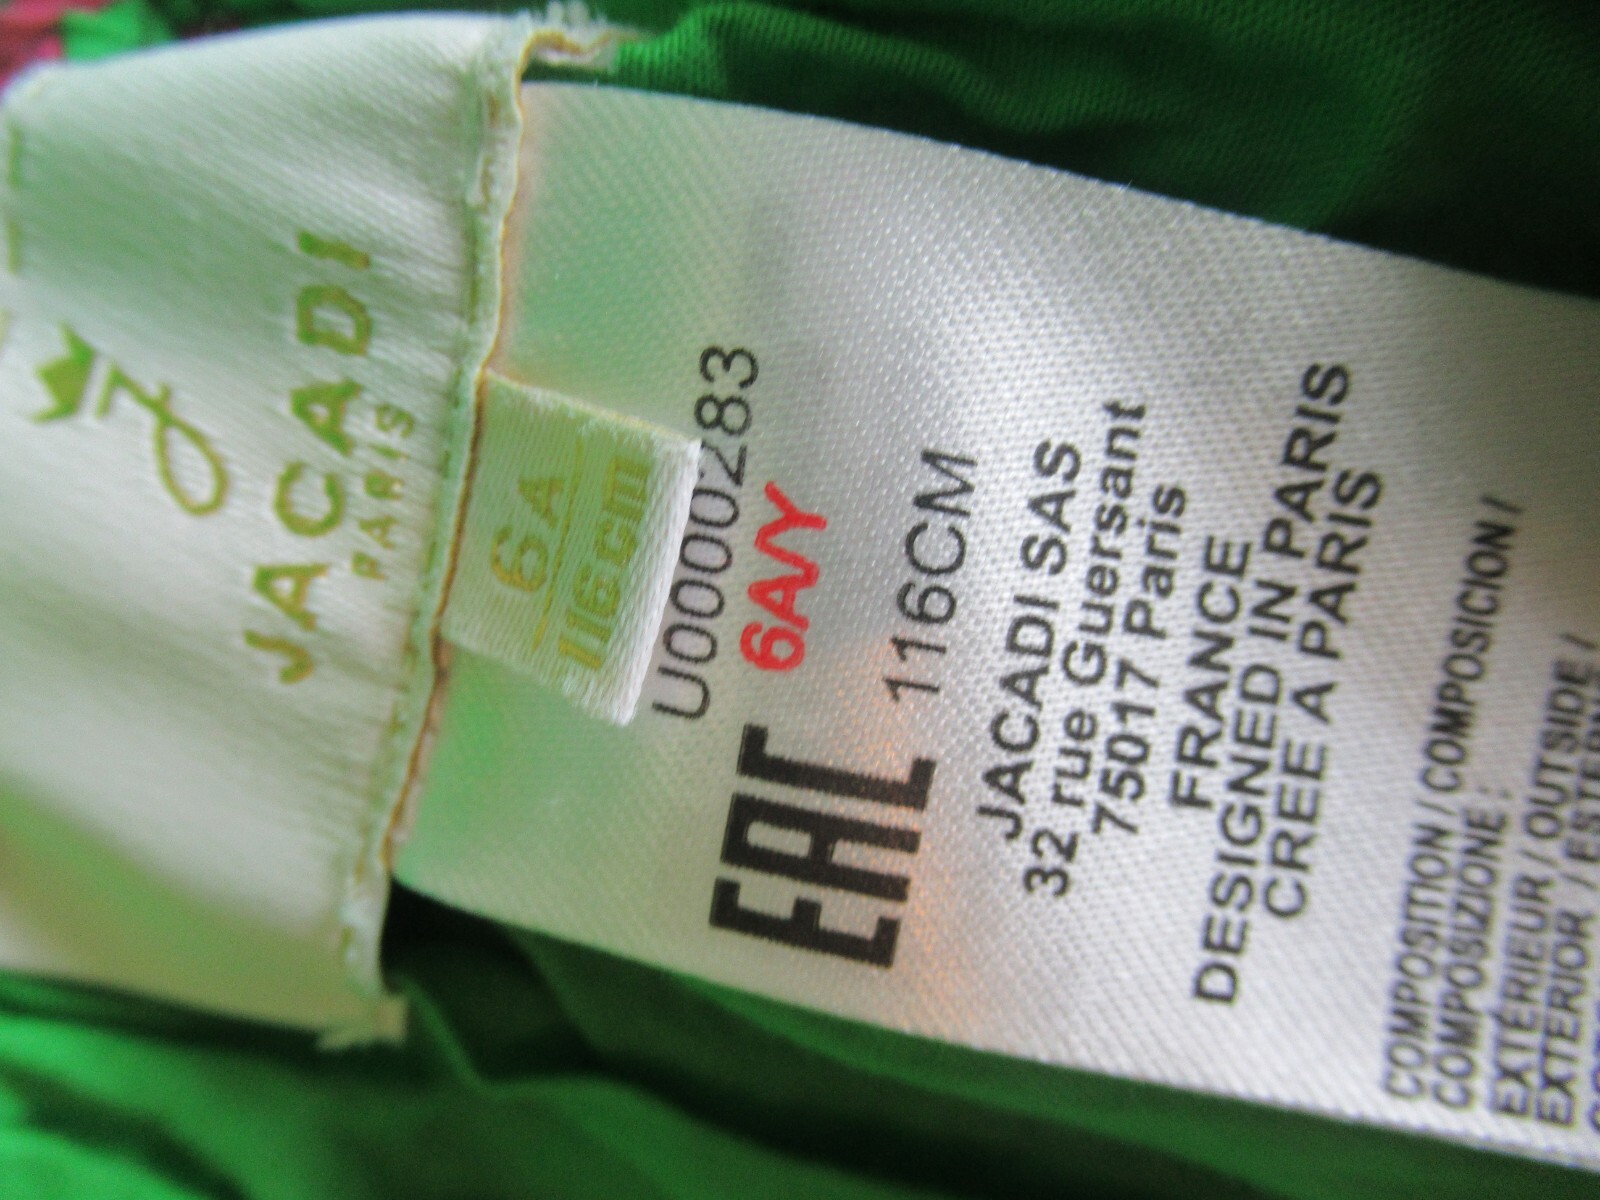 JACADI
PARIS
6A
116cm
U0000283
6A/Y
EAC 116CM
JACADI SAS
32 rue Guersant
75017 Paris
FRANCE
DESIGNED IN PARIS
CREE A PARIS
COMPOSITION / COMPOSICION /
COMPOSIZIONE :
EXTÉRIEUR / OUTSIDE /
EXTERIOR /